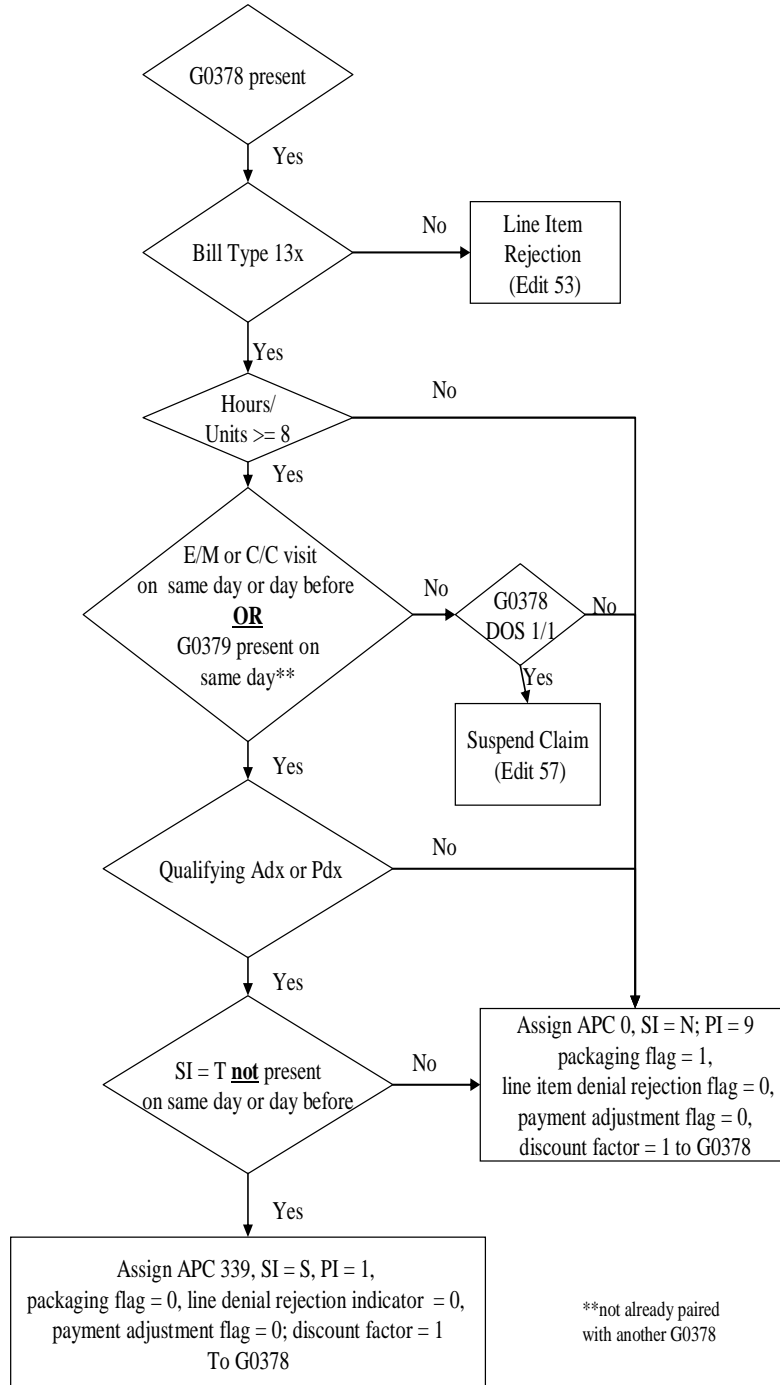 G0378 present
Yes
Bill Type 13x
No
Line Item
Rejection
(Edit 53)
Yes
Hours/
Units >= 8
No
Yes
E/M or C/C visit
on same day or day before
OR
G0379 present on
same day**
No
G0378
DOS 1/1
No
Yes
Suspend Claim
(Edit 57)
Yes
Qualifying Adx or Pdx
No
Yes
SI = T not present
on same day or day before
No
Assign APC 0, SI = N; PI = 9
packaging flag = 1,
line item denial rejection flag = 0,
payment adjustment flag = 0,
discount factor = 1 to G0378
Yes
Assign APC 339, SI = S, PI = 1,
packaging flag = 0, line denial rejection indicator = 0,
payment adjustment flag = 0; discount factor = 1
To G0378
**not already paired
with another G0378